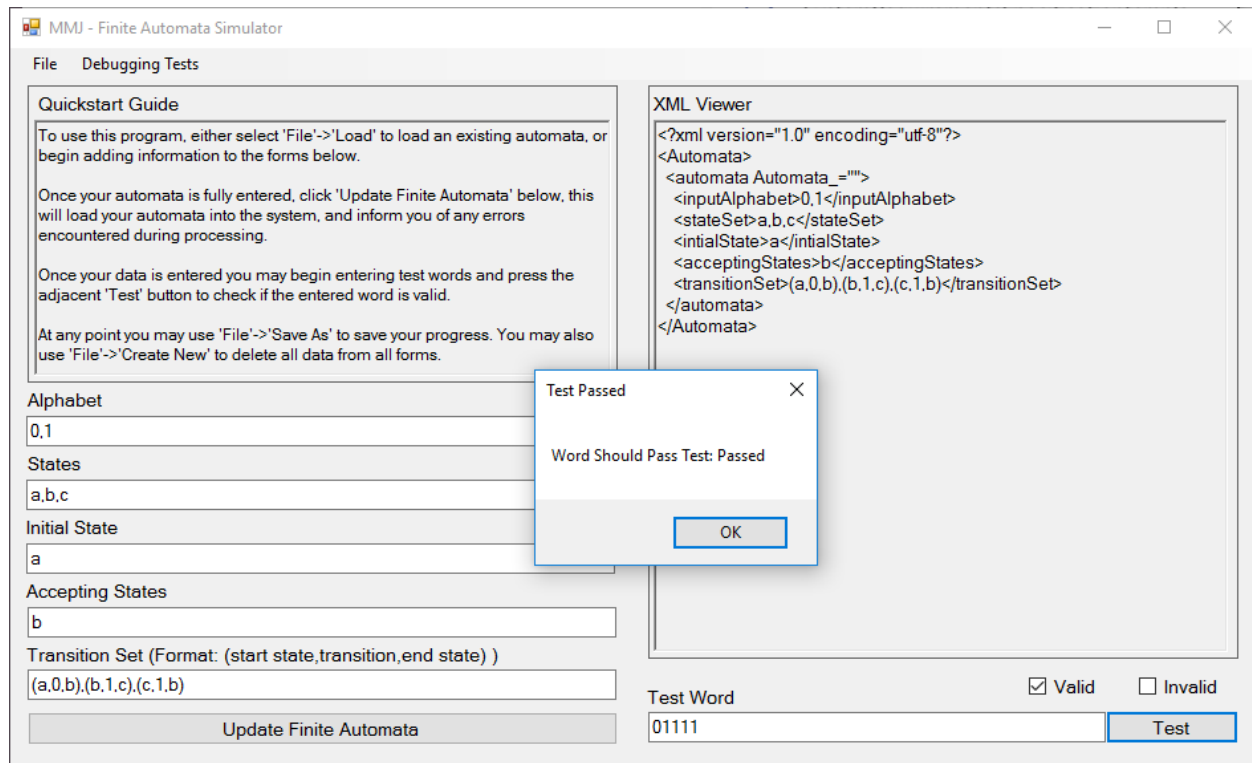 MMJ - Finite Automata Simulator
File Debugging Tests
Quickstart Guide
To use this program, either select 'File'->'Load' to load an existing automata, or
begin adding information to the forms below.
Once your automata is fully entered, click 'Update Finite Automata' below, this
will load your automata into the system, and inform you of any errors
encountered during processing.
Once your data is entered you may begin entering test words and press the
adjacent 'Test' button to check if the entered word is valid.
At any point you may use 'File'->'Save As' to save your progress. You may also
use 'File'->'Create New' to delete all data from all forms.
Alphabet
0,1
States
a,b,c
Initial State
a
Accepting States
b
Transition Set (Format: (start state,transition,end state) )
(a,0,b),(b,1,c),(c,1,b)
Update Finite Automata
XML Viewer
<?xml version="1.0" encoding="utf-8"?>
<Automata>
<automata Automata_="">
<inputAlphabet>0,1</inputAlphabet>
<stateSet>a,b,c</stateSet>
<intialState>a</intialState>
<acceptingStates>b</acceptingStates>
<transitionSet>(a,0,b),(b,1,c),(c,1,b)</transitionSet>
</automata>
</Automata>
Test Passed
Word Should Pass Test: Passed
OK
Valid Invalid
Test Word
01111
Test